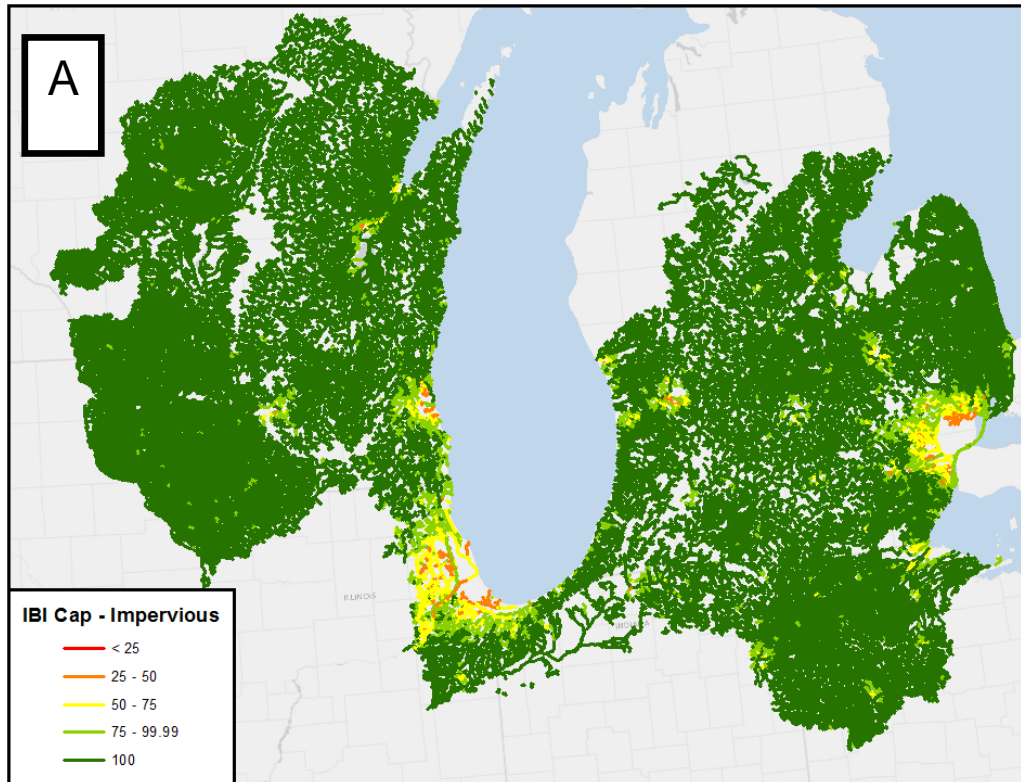 A
ILLINOIS
INDIANA
IBI Cap - Impervious
< 25
25 - 50
50 - 75
75 - 99.99
100